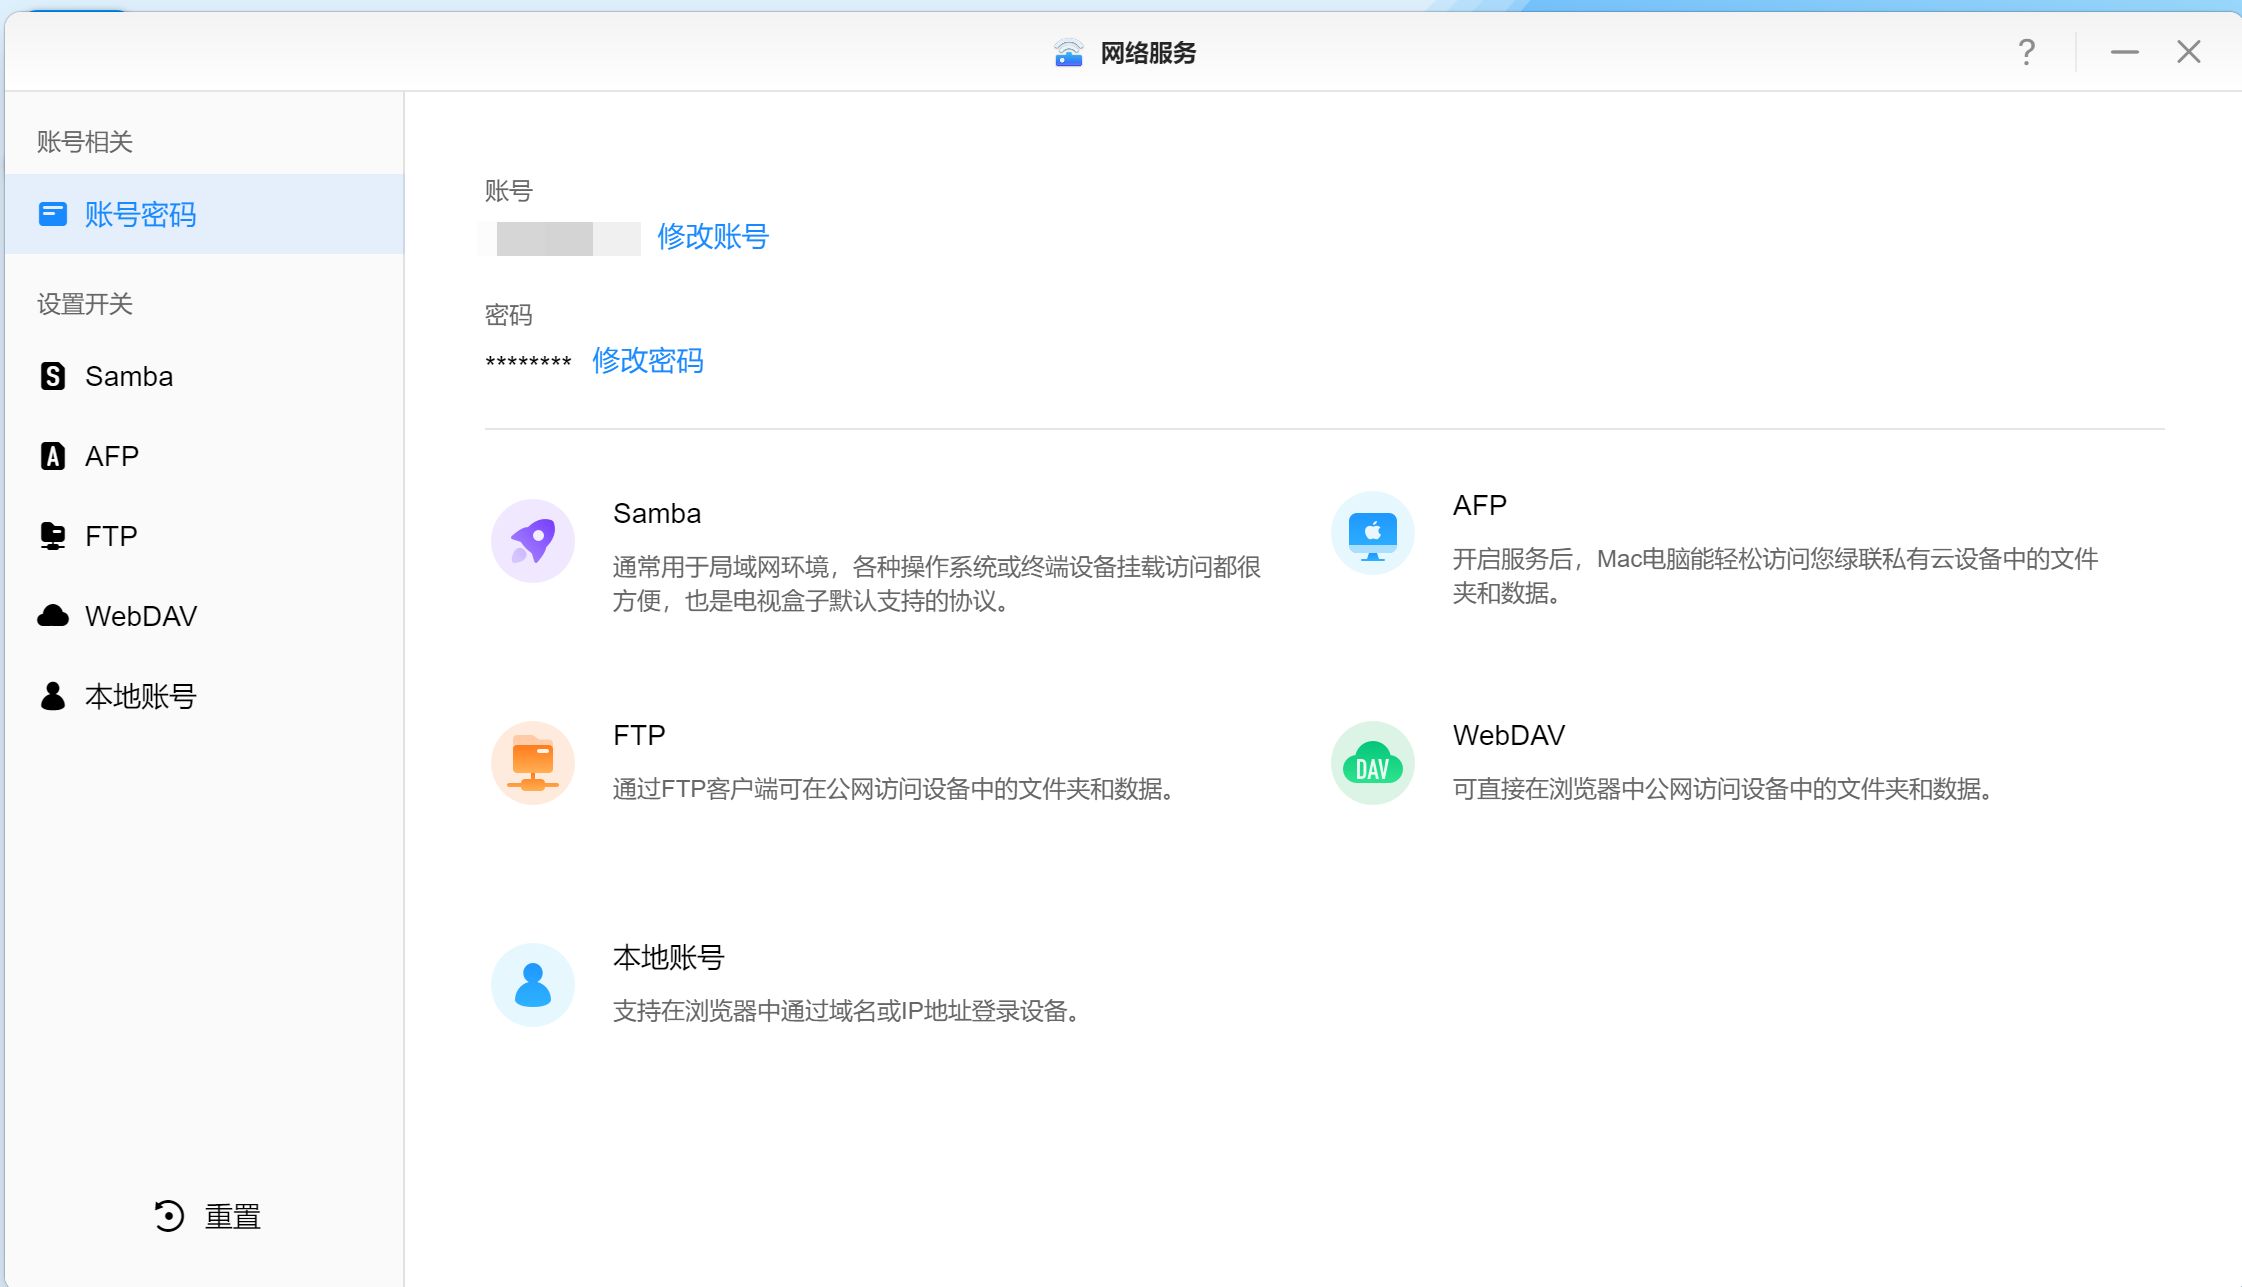 网络服务
账号相关
账号密码
设置开关
Samba
AFP
FTP
WebDAV
本地账号
重置
账号
修改账号
密码
******** 修改密码
Samba
通常用于局域网环境，各种操作系统或终端设备挂载访问都很
方便，也是电视盒子默认支持的协议。
AFP
开启服务后，Mac电脑能轻松访问您绿联私有云设备中的文件
夹和数据。
FTP
通过FTP客户端可在公网访问设备中的文件夹和数据。
WebDAV
DAV
可直接在浏览器中公网访问设备中的文件夹和数据。
本地账号
支持在浏览器中通过域名或IP地址登录设备。